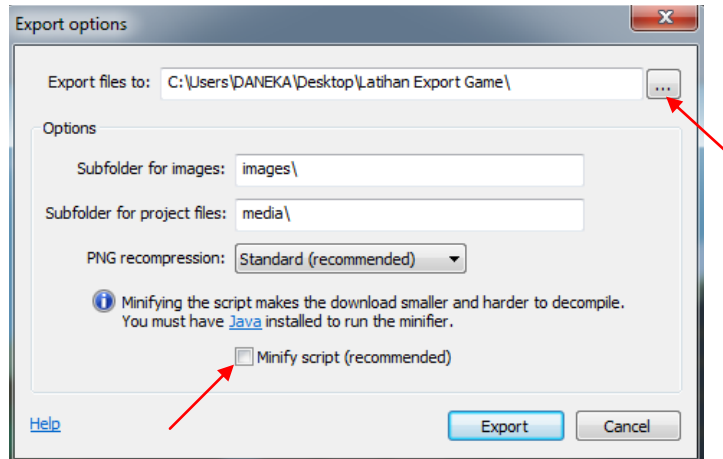 Export options
Export files to: C:\Users\DANEKA\Desktop\Latihan Export Game\ ...
Options
Subfolder for images: images\
Subfolder for project files: media\
PNG recompression: Standard (recommended)
Minifying the script makes the download smaller and harder to decompile.
You must have Java installed to run the minifier.
Minify script (recommended)
Help Export Cancel